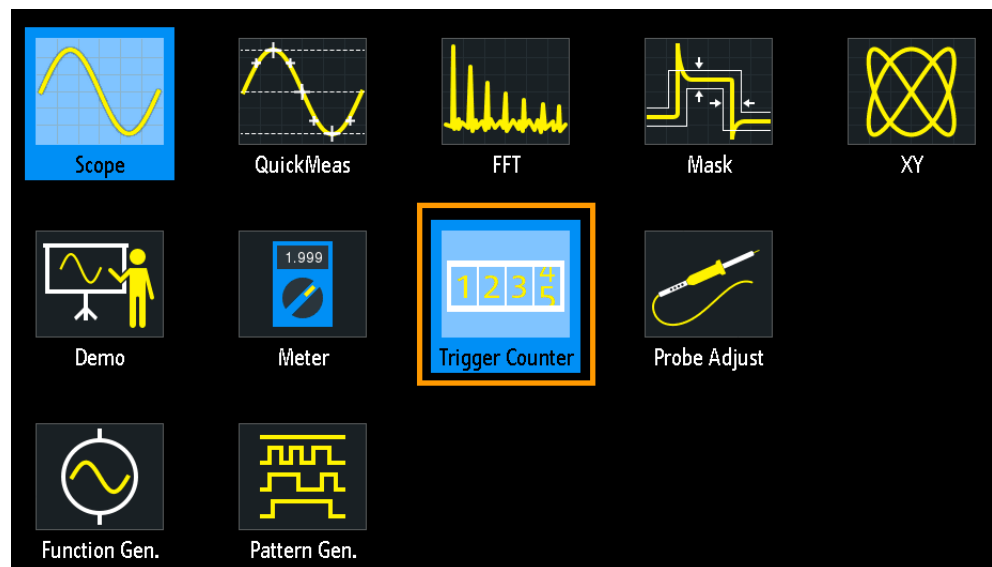 Scope
QuickMeas
FFT
Mask
XY
1.999
1 2 3 4
5
Demo
Meter
Trigger Counter
Probe Adjust
Function Gen.
Pattern Gen.